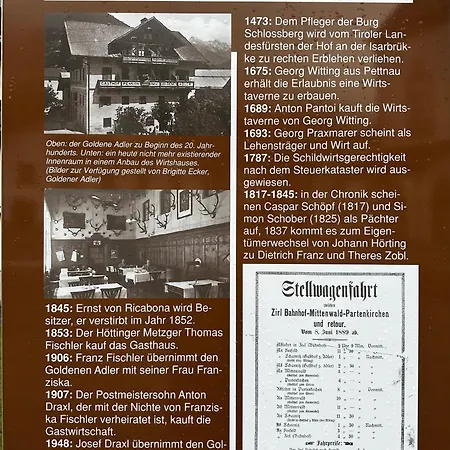 GASTHOF PENSION
Oben: der Goldene Adler zu Beginn des 20. Jahr-
hunderts. Unten: ein heute nicht mehr existierender
Innenraum in einem Anbau des Wirtshauses.
(Bilder zur Verfügung gestellt von Brigitte Ecker,
Goldener Adler)
1845: Ernst von Ricabona wird Be-
sitzer, er verstirbt im Jahr 1852.
1853: Der Höttinger Metzger Thomas
Fischler kauft das Gasthaus.
1906: Franz Fischler übernimmt den
Goldenen Adler mit seiner Frau Fran-
ziska.
1907: Der Postmeistersohn Anton
Draxl, der mit der Nichte von Franzis-
ka Fischler verheiratet ist, kauft die
Gastwirtschaft.
1948: Josef Draxl übernimmt den Gol-
1473: Dem Pfleger der Burg
Schlossberg wird vom Tiroler Lan-
desfürsten der Hof an der Isarbrük-
ke zu rechten Erblehen verliehen.
1675: Georg Witting aus Pettnau
erhält die Erlaubnis eine Wirts-
taverne zu erbauen.
1689: Anton Pantoi kauft die Wirts-
taverne von Georg Witting.
1693: Georg Praxmarer scheint als
Lehensträger und Wirt auf.
1787: Die Schildwirtsgerechtigkeit
nach dem Steuerkataster wird aus-
gewiesen.
1817-1845: in der Chronik schei-
nen Caspar Schöpf (1817) und Si-
mon Schober (1825) als Pächter
auf, 1837 kommt es zum Eigen-
tümerwechsel von Johann Hörting
zu Dietrich Franz und Theres Zobl.
Stellwagenfahrt
zwischen
Zirl Bahnhof-Mittenwald-Partenkirchen
und retour.
Vom 8. Juni 1889 ab.
Fahrpreise: